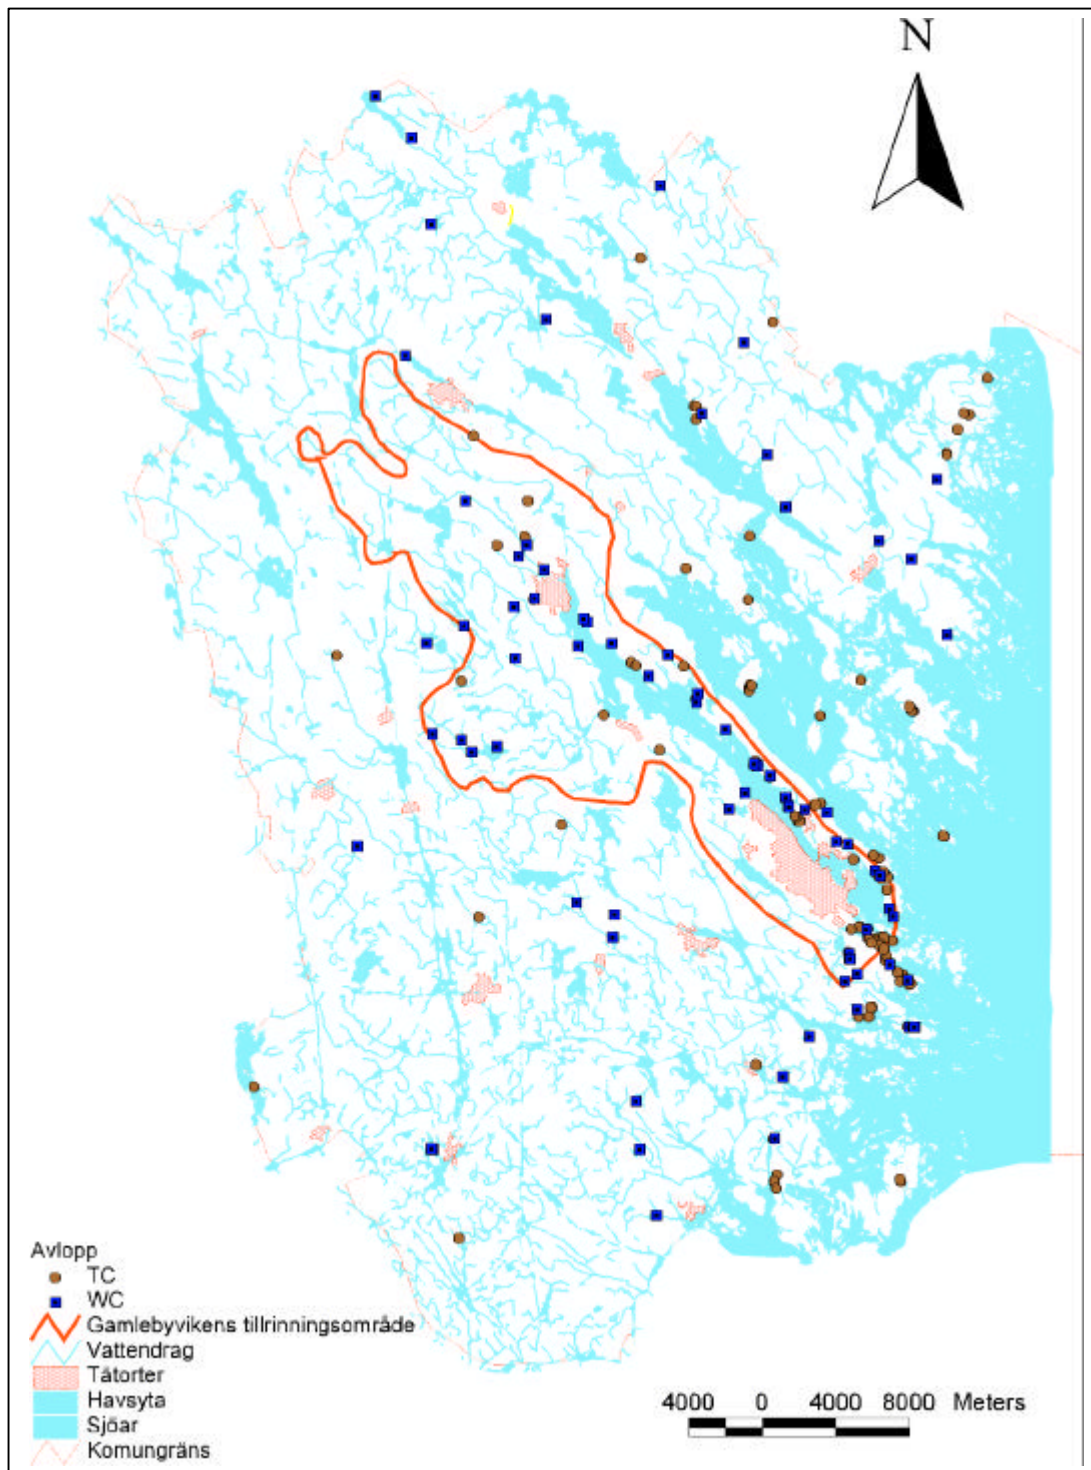 N
Avlopp
TC
WC
Gamlebyvikens tillrinningsområde
Vattendrag
Tätorter
Havsyta
Sjöar
Komungräns
4000 0 4000 8000 Meters